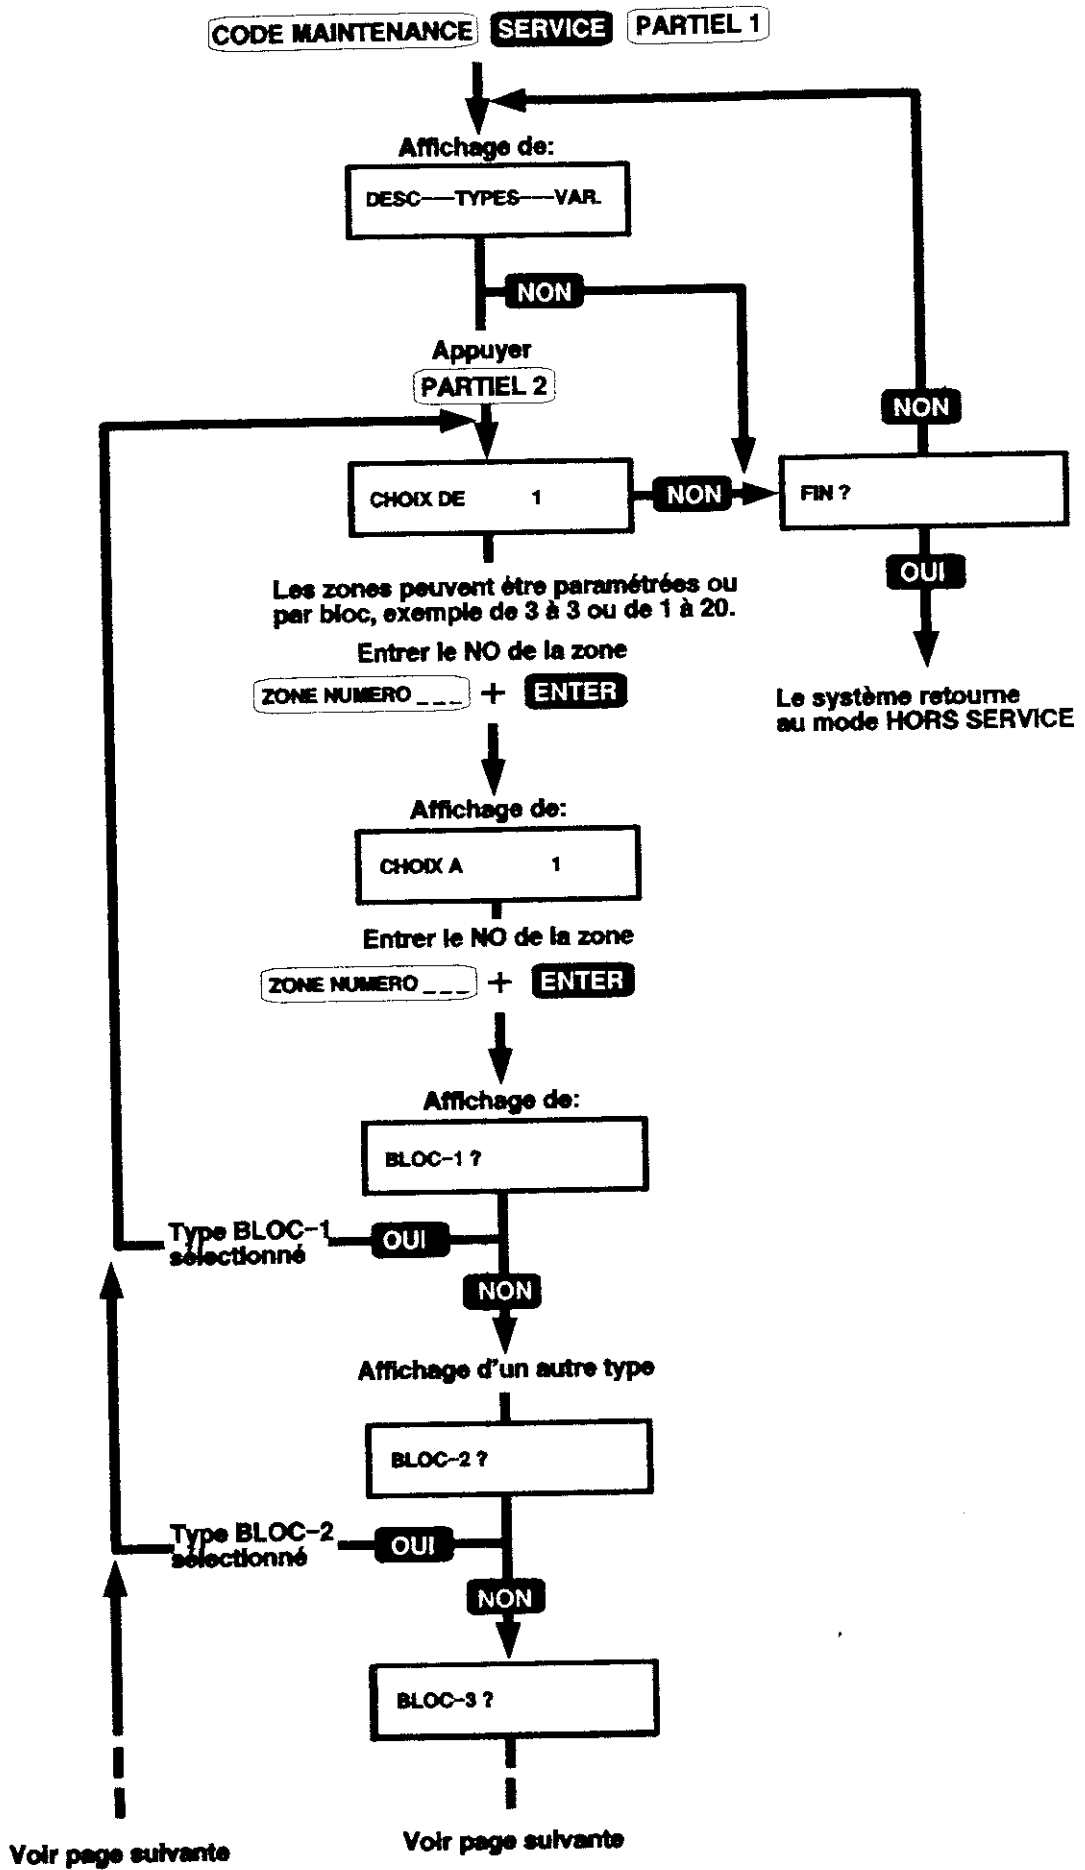 CODE MAINTENANCE SERVICE PARTIEL 1
Affichage de:
DESC----TYPES----VAR.
NON
Appuyer
PARTIEL 2
NON
CHOIX DE 1
NON
FIN ?
OUI
Les zones peuvent être paramétrées ou
par bloc, exemple de 3 à 3 ou de 1 à 20.
Entrer le NO de la zone
ZONE NUMERO _ _ _ + ENTER
Le système retourne
au mode HORS SERVICE
Affichage de:
CHOIX A 1
Entrer le NO de la zone
ZONE NUMERO _ _ _ + ENTER
Affichage de:
BLOC-1 ?
Type BLOC-1
sélectionné
OUI
NON
Affichage d'un autre type
BLOC-2 ?
Type BLOC-2
sélectionné
OUI
NON
BLOC-3 ?
Voir page suivante
Voir page suivante